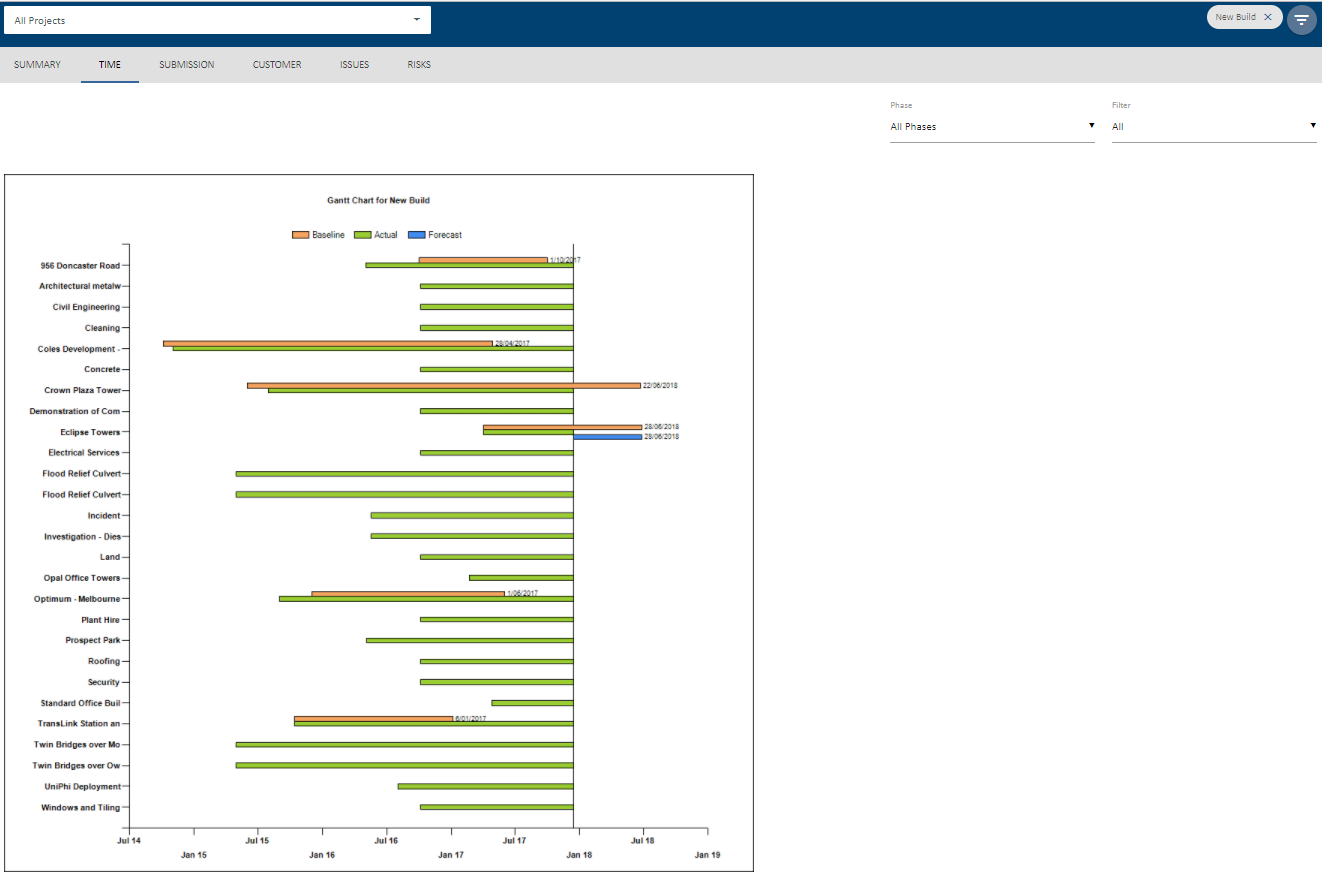 All Projects
New Build
SUMMARY TIME SUBMISSION CUSTOMER ISSUES RISKS
Phase Filter
All Phases All
Gantt Chart for New Build
Baseline Actual Forecast
956 Doncaster Road 1/10/2017
Architectural metalw
Civil Engineering
Cleaning
Coles Development - 28/04/2017
Concrete
Crown Plaza Tower 22/06/2018
Demonstration of Com
Eclipse Towers 28/06/2018
28/06/2018
Electrical Services
Flood Relief Culvert
Flood Relief Culvert
Incident
Investigation - Dies
Land
Opal Office Towers
Optimum - Melbourne 1/06/2017
Plant Hire
Prospect Park
Roofing
Security
Standard Office Buil
TransLink Station an 6/01/2017
Twin Bridges over Mo
Twin Bridges over Ow
UniPhi Deployment
Windows and Tiling
Jul 14 Jul 15 Jul 16 Jul 17 Jul 18
Jan 15 Jan 16 Jan 17 Jan 18 Jan 19